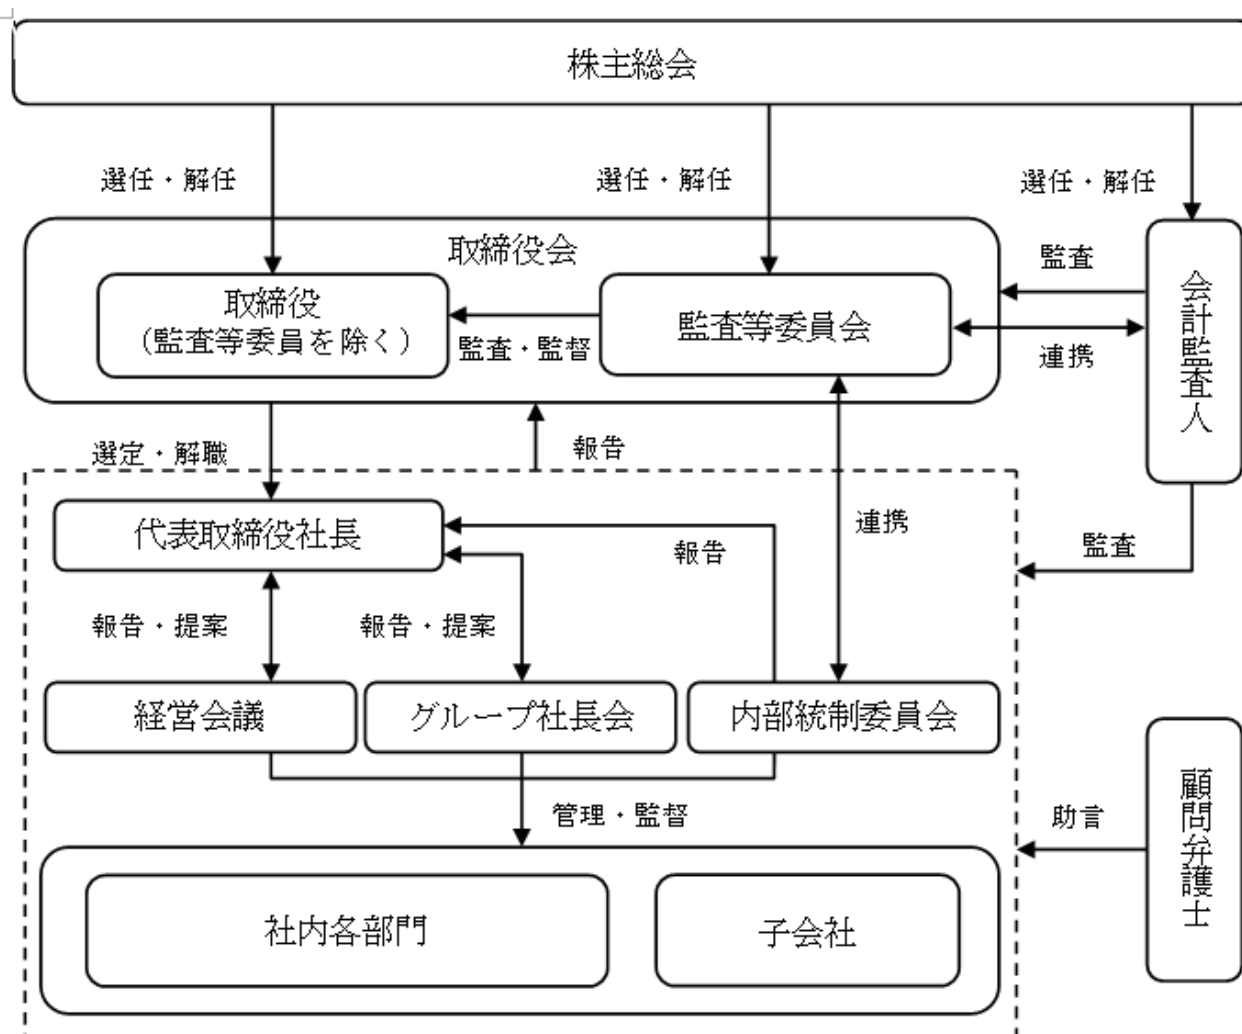 株主総会
選任・解任
選任・解任
選任・解任
取締役会
監査
取締役
(監査等委員を除く)
監査等委員会
会計監査人
監査・監督
連携
選定・解職
報告
代表取締役社長
連携
報告
監査
報告・提案
報告・提案
経営会議
グループ社長会
内部統制委員会
管理・監督
助言
顧問弁護士
社内各部門
子会社